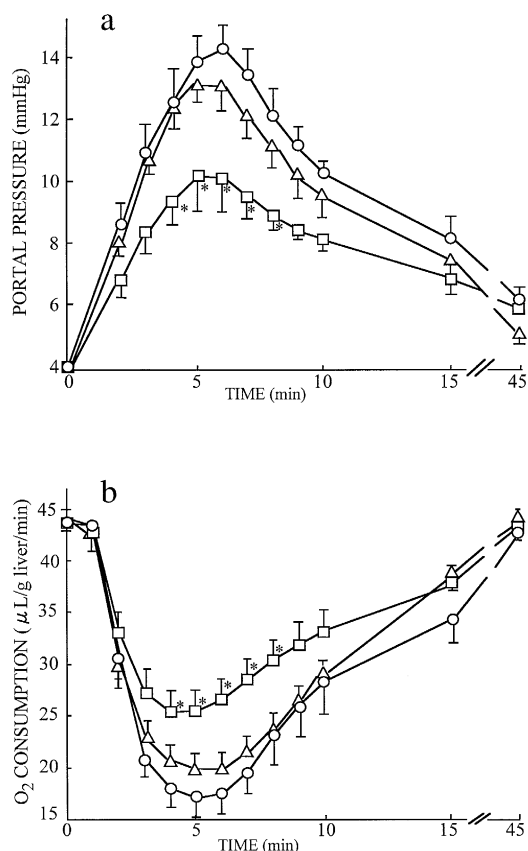 a
PORTAL PRESSURE (mmHg)
14
12
10
8
6
4
* * * * *
0 5 10 15 45
TIME (min)
b
O2 CONSUMPTION (μL/g liver/min)
45
40
35
30
25
20
15
* * * * *
0 5 10 15 45
TIME (min)